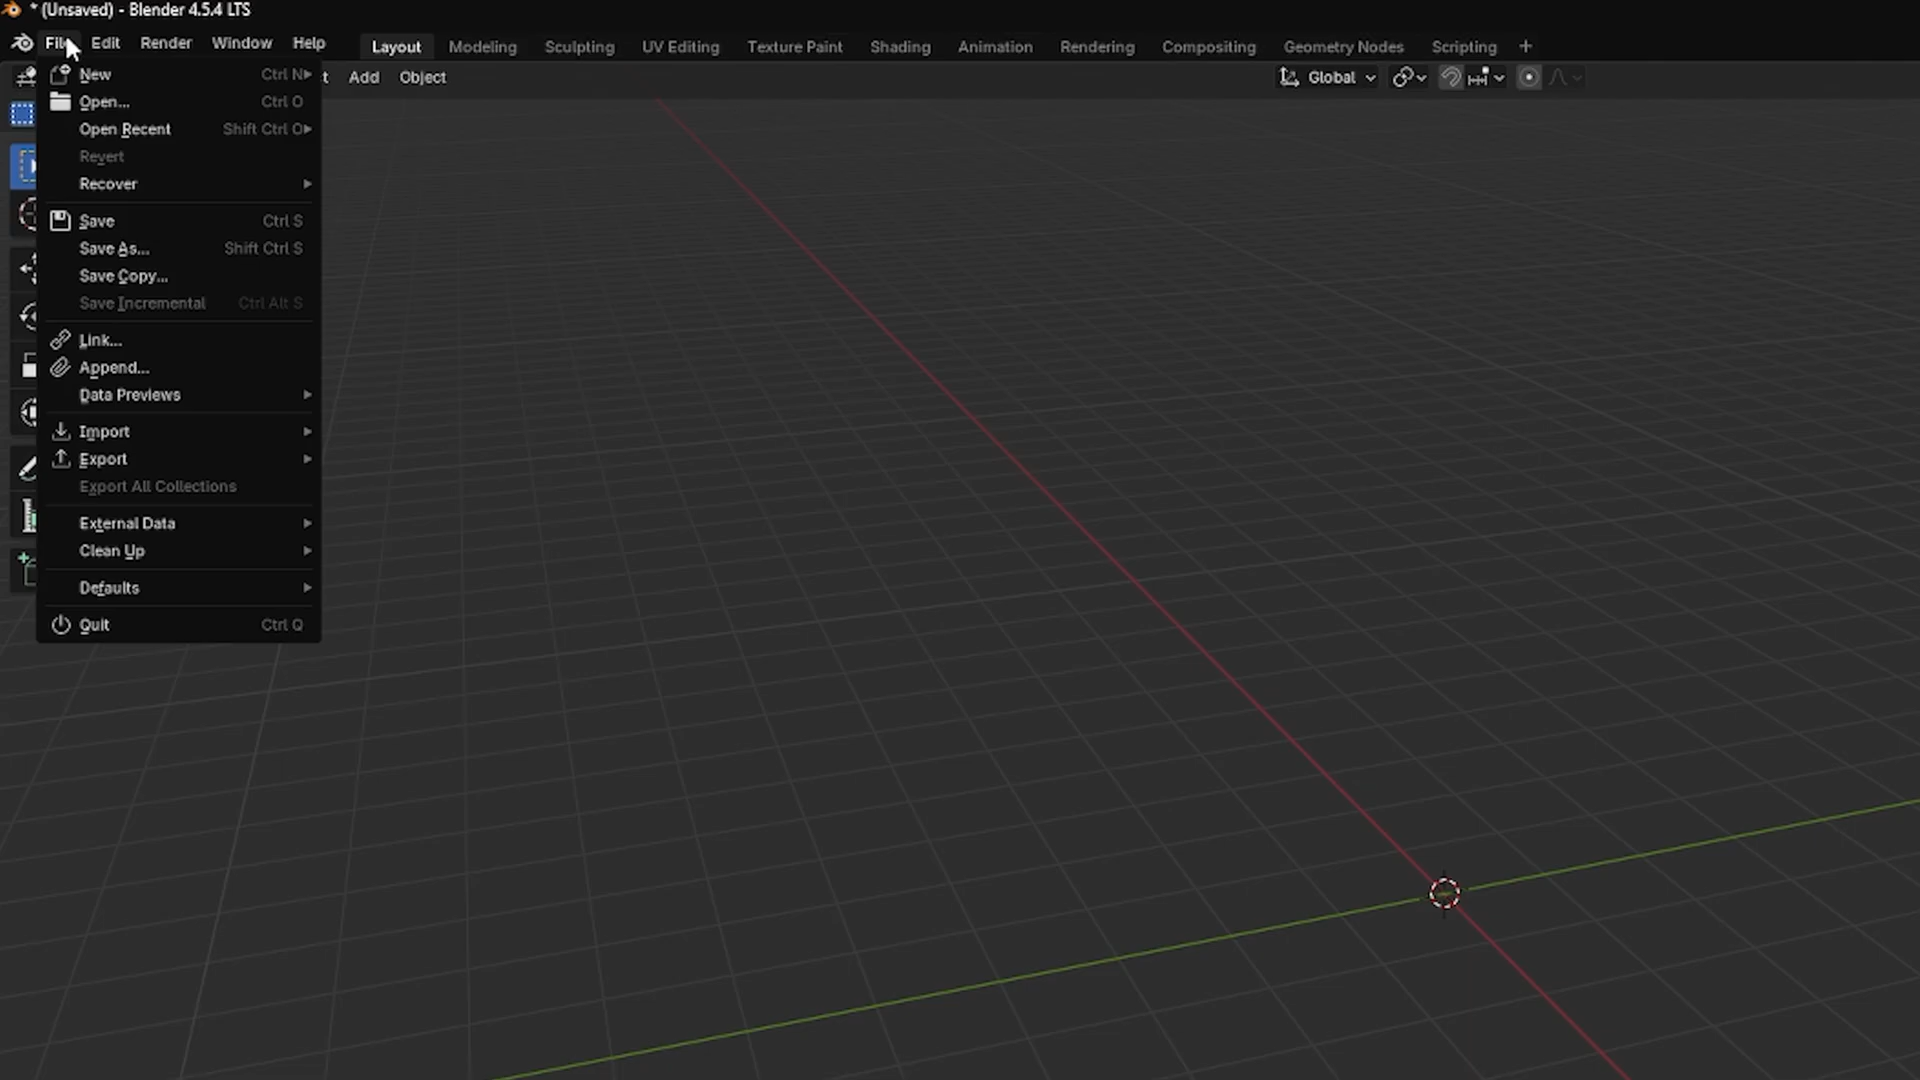 * (Unsaved) - Blender 4.5.4 LTS
File Edit Render Window Help Layout Modeling Sculpting UV Editing Texture Paint Shading Animation Rendering Compositing Geometry Nodes Scripting +
Add Object Global
New Ctrl N
Open... Ctrl O
Open Recent Shift Ctrl O
Revert
Recover
Save Ctrl S
Save As... Shift Ctrl S
Save Copy...
Save Incremental Ctrl Alt S
Link...
Append...
Data Previews
Import
Export
Export All Collections
External Data
Clean Up
Defaults
Quit Ctrl Q